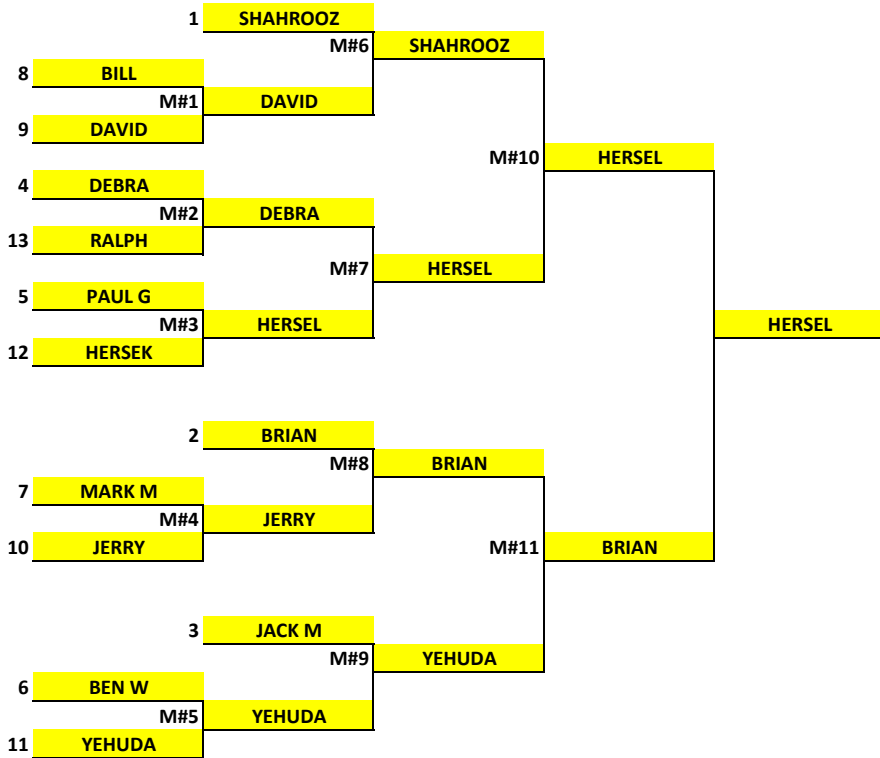 1 SHAHROOZ
M#6 SHAHROOZ
8 BILL
M#1 DAVID
9 DAVID
M#10 HERSEL
4 DEBRA
M#2 DEBRA
13 RALPH
M#7 HERSEL
5 PAUL G
M#3 HERSEL HERSEL
12 HERSEK
2 BRIAN
M#8 BRIAN
7 MARK M
M#4 JERRY
10 JERRY M#11 BRIAN
3 JACK M
M#9 YEHUDA
6 BEN W
M#5 YEHUDA
11 YEHUDA